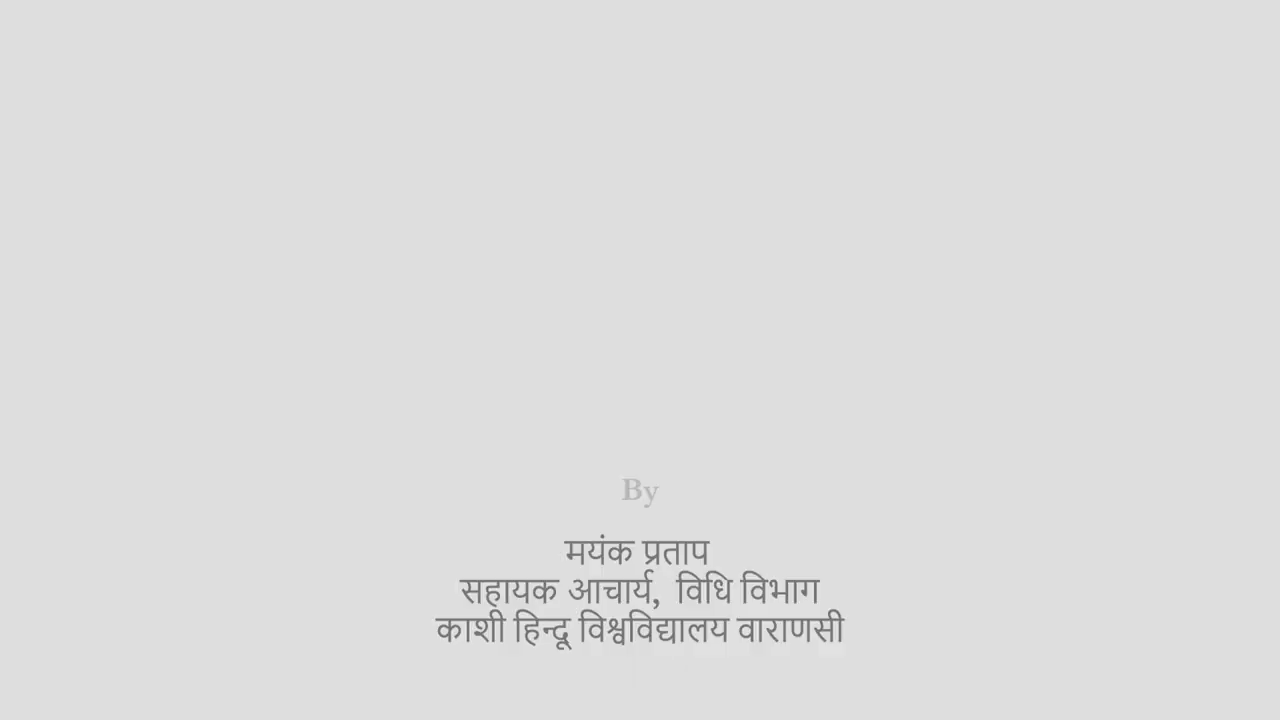 By
मयंक प्रताप
सहायक आचार्य, विधि विभाग
काशी हिन्दू विश्वविद्यालय वाराणसी